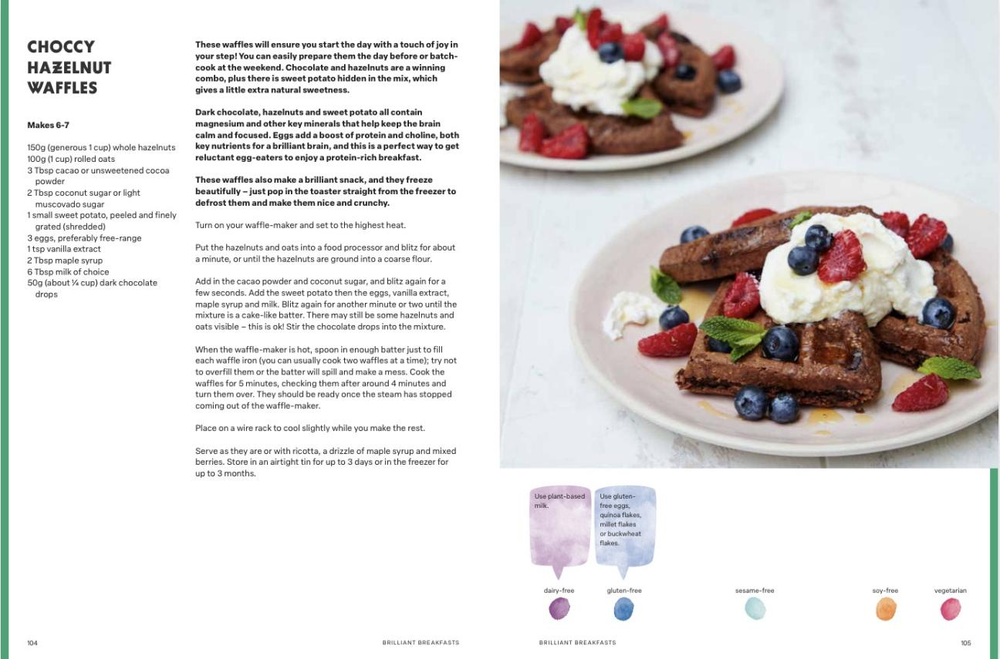 CHOCCY
HAZELNUT
WAFFLES
Makes 6-7
150g (generous 1 cup) whole hazelnuts
100g (1 cup) rolled oats
3 Tbsp cacao or unsweetened cocoa
powder
2 Tbsp coconut sugar or light
muscovado sugar
1 small sweet potato, peeled and finely
grated (shredded)
3 eggs, preferably free-range
1 tsp vanilla extract
2 Tbsp maple syrup
6 Tbsp milk of choice
50g (about ¼ cup) dark chocolate
drops
These waffles will ensure you start the day with a touch of joy in
your step! You can easily prepare them the day before or batch-
cook at the weekend. Chocolate and hazelnuts are a winning
combo, plus there is sweet potato hidden in the mix, which
gives a little extra natural sweetness.
Dark chocolate, hazelnuts and sweet potato all contain
magnesium and other key minerals that help keep the brain
calm and focused. Eggs add a boost of protein and choline, both
key nutrients for a brilliant brain, and this is a perfect way to get
reluctant egg-eaters to enjoy a protein-rich breakfast.
These waffles also make a brilliant snack, and they freeze
beautifully – just pop in the toaster straight from the freezer to
defrost them and make them nice and crunchy.
Turn on your waffle-maker and set to the highest heat.
Put the hazelnuts and oats into a food processor and blitz for about
a minute, or until the hazelnuts are ground into a coarse flour.
Add in the cacao powder and coconut sugar, and blitz again for a
few seconds. Add the sweet potato then the eggs, vanilla extract,
maple syrup and milk. Blitz again for another minute or two until the
mixture is a cake-like batter. There may still be some hazelnuts and
oats visible – this is ok! Stir the chocolate drops into the mixture.
When the waffle-maker is hot, spoon in enough batter just to fill
each waffle iron (you can usually cook two waffles at a time); try not
to overfill them or the batter will spill and make a mess. Cook the
waffles for 5 minutes, checking them after around 4 minutes and
turn them over. They should be ready once the steam has stopped
coming out of the waffle-maker.
Place on a wire rack to cool slightly while you make the rest.
Serve as they are or with ricotta, a drizzle of maple syrup and mixed
berries. Store in an airtight tin for up to 3 days or in the freezer for
up to 3 months.
104
BRILLIANT BREAKFASTS
Use plant-based
milk.
Use gluten-
free eggs,
quinoa flakes,
millet flakes
or buckwheat
flakes.
dairy-free
gluten-free
sesame-free
soy-free
vegetarian
BRILLIANT BREAKFASTS
105